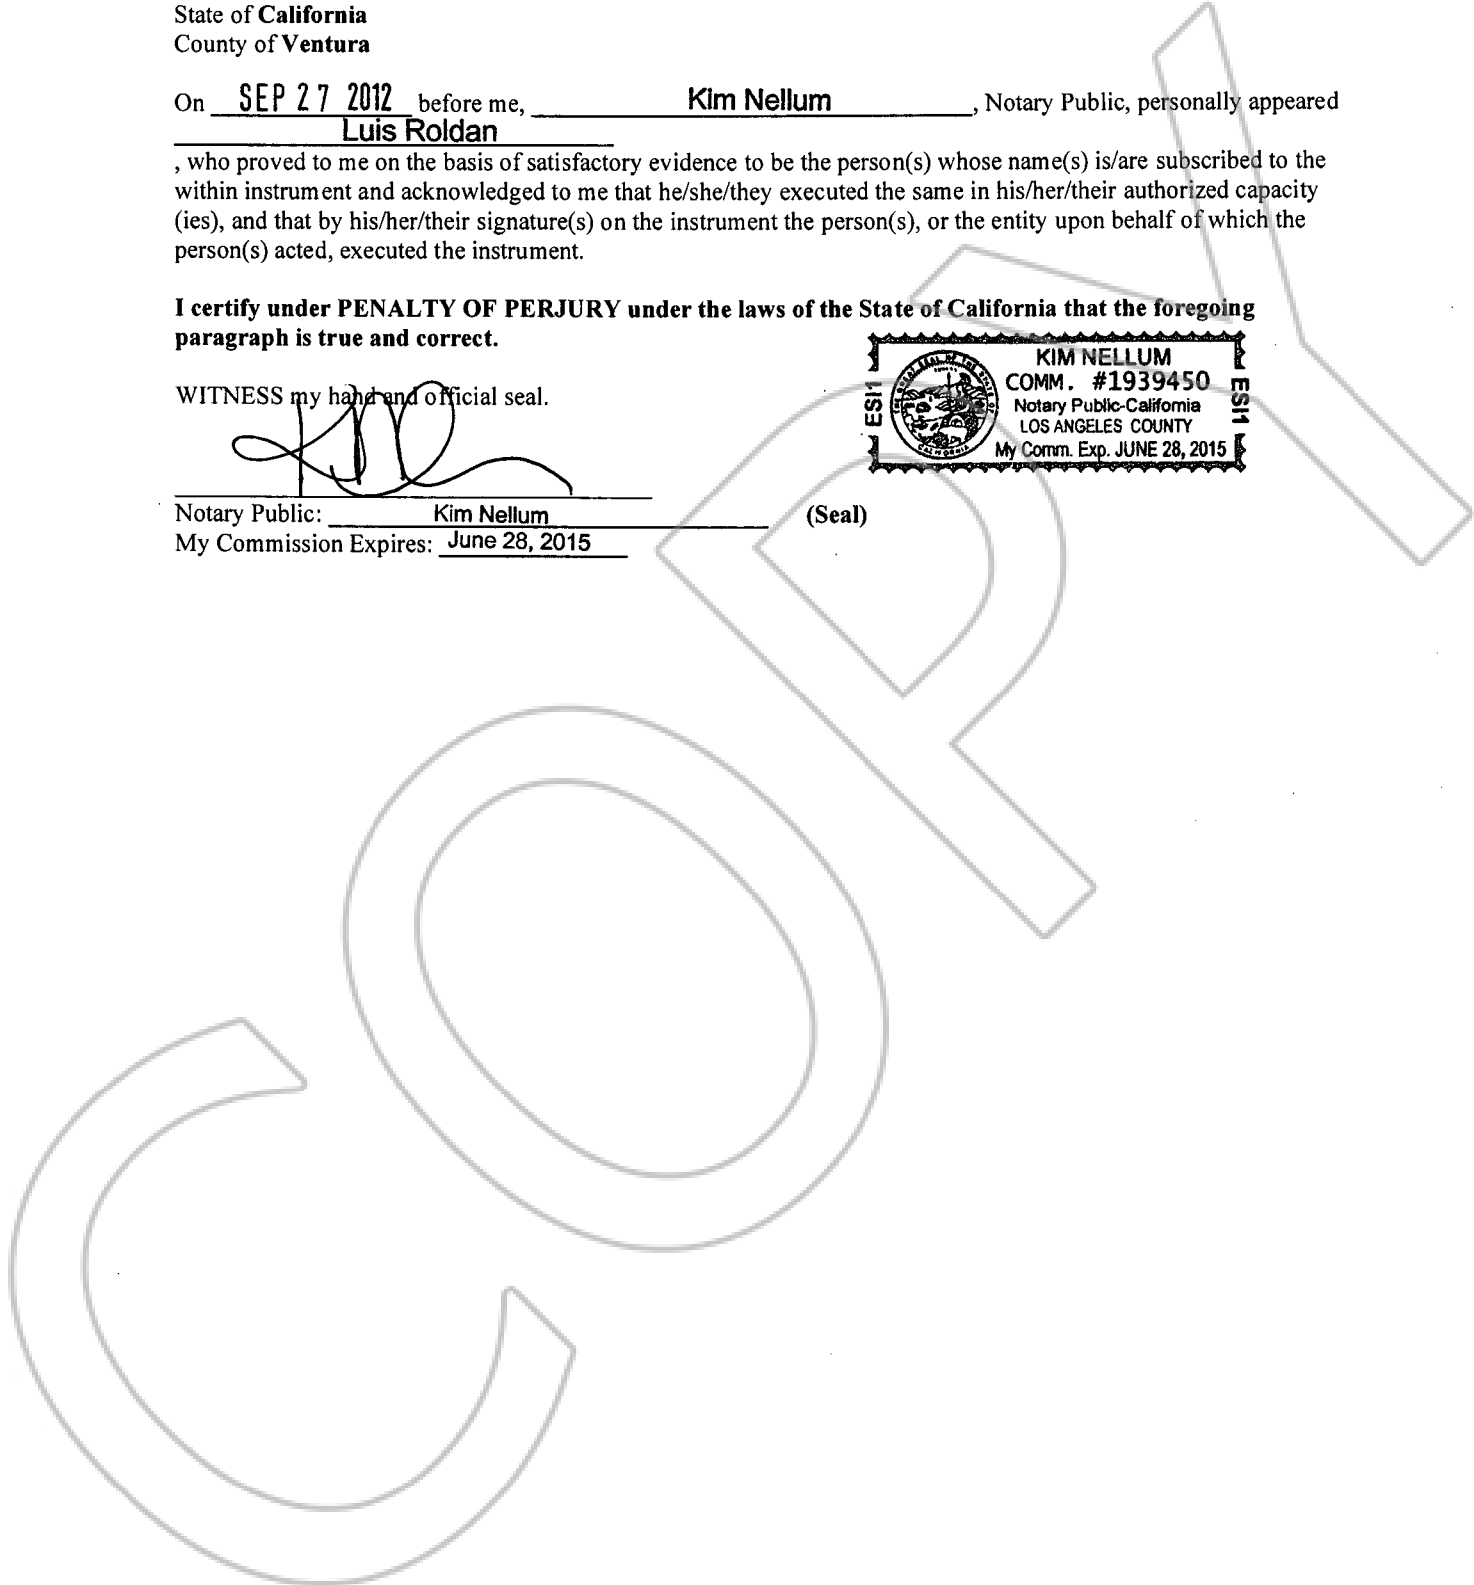 State of California
County of Ventura
On SEP 27 2012 before me, Kim Nellum, Notary Public, personally appeared
Luis Roldan
, who proved to me on the basis of satisfactory evidence to be the person(s) whose name(s) is/are subscribed to the
within instrument and acknowledged to me that he/she/they executed the same in his/her/their authorized capacity
(ies), and that by his/her/their signature(s) on the instrument the person(s), or the entity upon behalf of which the
person(s) acted, executed the instrument.
I certify under PENALTY OF PERJURY under the laws of the State of California that the foregoing
paragraph is true and correct.
WITNESS my hand and official seal.
KIM NELLUM
COMM. #1939450
Notary Public-California
LOS ANGELES COUNTY
My Comm. Exp. JUNE 28, 2015
ESI1
ESI1
CALIFORNIA
Notary Public: Kim Nellum (Seal)
My Commission Expires: June 28, 2015
COPY